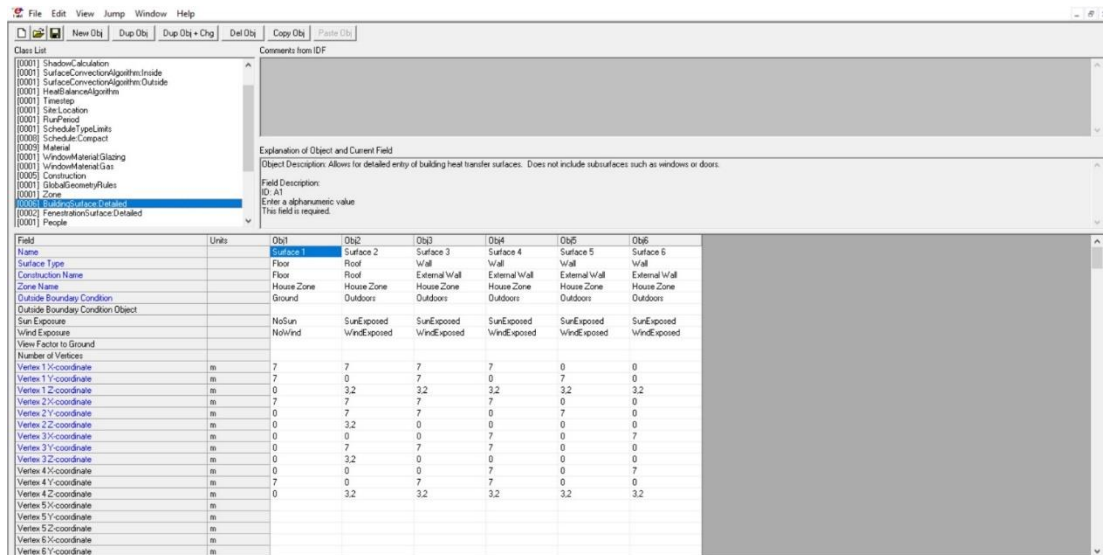 File Edit View Jump Window Help
New Obj Dup Obj Dup Obj + Chg Del Obj Copy Obj Paste Obj
Class List
[0001] ShadowCalculation
[0001] SurfaceConvectionAlgorithm:Inside
[0001] SurfaceConvectionAlgorithm:Outside
[0001] HeatBalanceAlgorithm
[0001] Timestep
[0001] Site:Location
[0001] RunPeriod
[0001] ScheduleTypeLimits
[0008] Schedule:Compact
[0009] Material
[0001] WindowMaterial:Glazing
[0001] WindowMaterial:Gas
[0005] Construction
[0001] GlobalGeometryRules
[0001] Zone
[0006] BuildingSurface:Detailed
[0002] FenestrationSurface:Detailed
[0001] People
Comments from IDF
Explanation of Object and Current Field
Object Description: Allows for detailed entry of building heat transfer surfaces. Does not include subsurfaces such as windows or doors.
Field Description:
ID: A1
Enter a alphanumeric value
This field is required.
Field Units Obj1 Obj2 Obj3 Obj4 Obj5 Obj6
Name Surface 1 Surface 2 Surface 3 Surface 4 Surface 5 Surface 6
Surface Type Floor Roof Wall Wall Wall Wall
Construction Name Floor Roof External Wall External Wall External Wall External Wall
Zone Name House Zone House Zone House Zone House Zone House Zone House Zone
Outside Boundary Condition Ground Outdoors Outdoors Outdoors Outdoors Outdoors
Outside Boundary Condition Object
Sun Exposure NoSun SunExposed SunExposed SunExposed SunExposed SunExposed
Wind Exposure NoWind WindExposed WindExposed WindExposed WindExposed WindExposed
View Factor to Ground
Number of Vertices
Vertex 1 X-coordinate m 7 7 7 7 0 0
Vertex 1 Y-coordinate m 7 0 7 0 7 0
Vertex 1 Z-coordinate m 0 3,2 3,2 3,2 3,2 3,2
Vertex 2 X-coordinate m 7 7 7 7 0 0
Vertex 2 Y-coordinate m 0 7 7 0 7 0
Vertex 2 Z-coordinate m 0 3,2 0 0 0 0
Vertex 3 X-coordinate m 0 0 0 7 0 7
Vertex 3 Y-coordinate m 0 7 7 7 0 0
Vertex 3 Z-coordinate m 0 3,2 0 0 0 0
Vertex 4 X-coordinate m 0 0 0 7 0 7
Vertex 4 Y-coordinate m 7 0 7 7 0 0
Vertex 4 Z-coordinate m 0 3,2 3,2 3,2 3,2 3,2
Vertex 5 X-coordinate m
Vertex 5 Y-coordinate m
Vertex 5 Z-coordinate m
Vertex 6 X-coordinate m
Vertex 6 Y-coordinate m